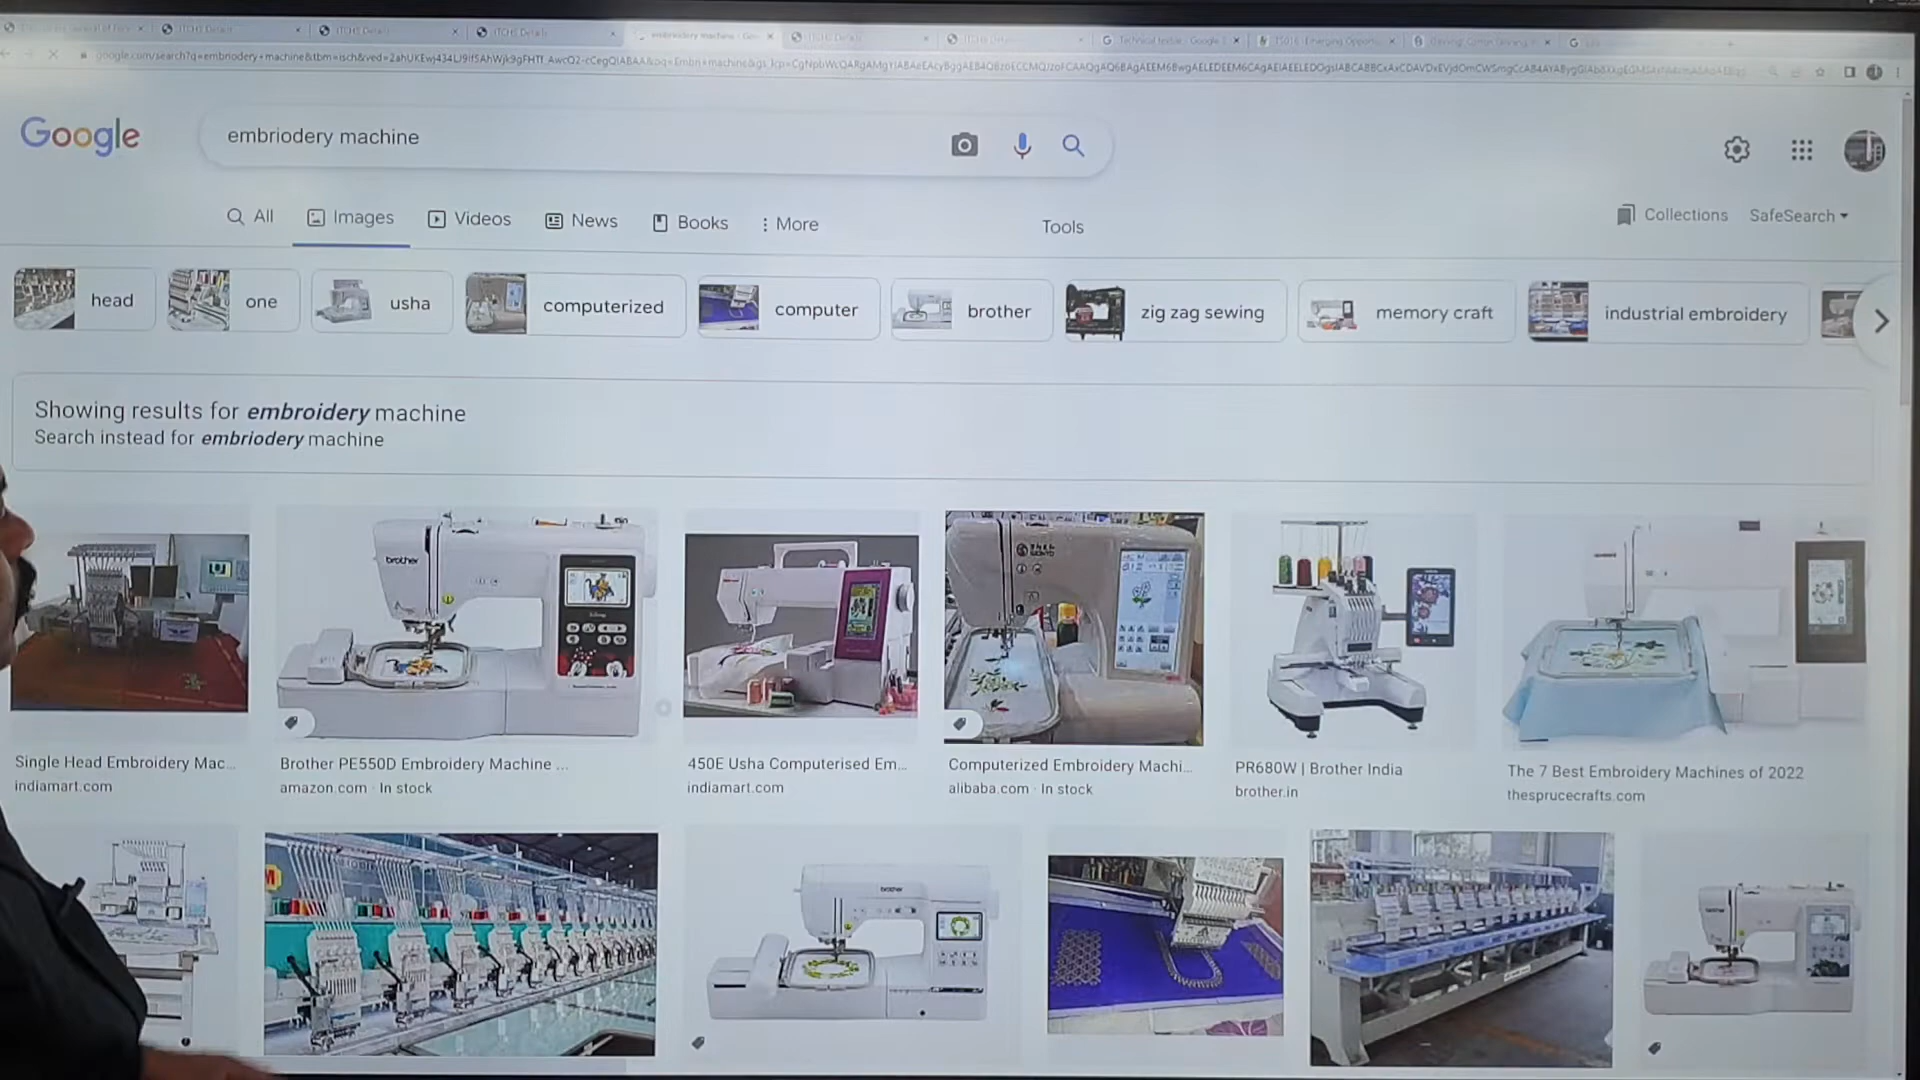 Google
embriodery machine
All
Images
Videos
News
Books
More
Tools
Collections
SafeSearch
head
one
usha
computerized
computer
brother
zig zag sewing
memory craft
industrial embroidery
Showing results for embroidery machine
Search instead for embriodery machine
brother
Single Head Embroidery Mac...
indiamart.com
Brother PE550D Embroidery Machine ...
amazon.com · In stock
450E Usha Computerised Em...
indiamart.com
Computerized Embroidery Machi...
alibaba.com · In stock
PR680W | Brother India
brother.in
The 7 Best Embroidery Machines of 2022
thesprucecrafts.com
brother